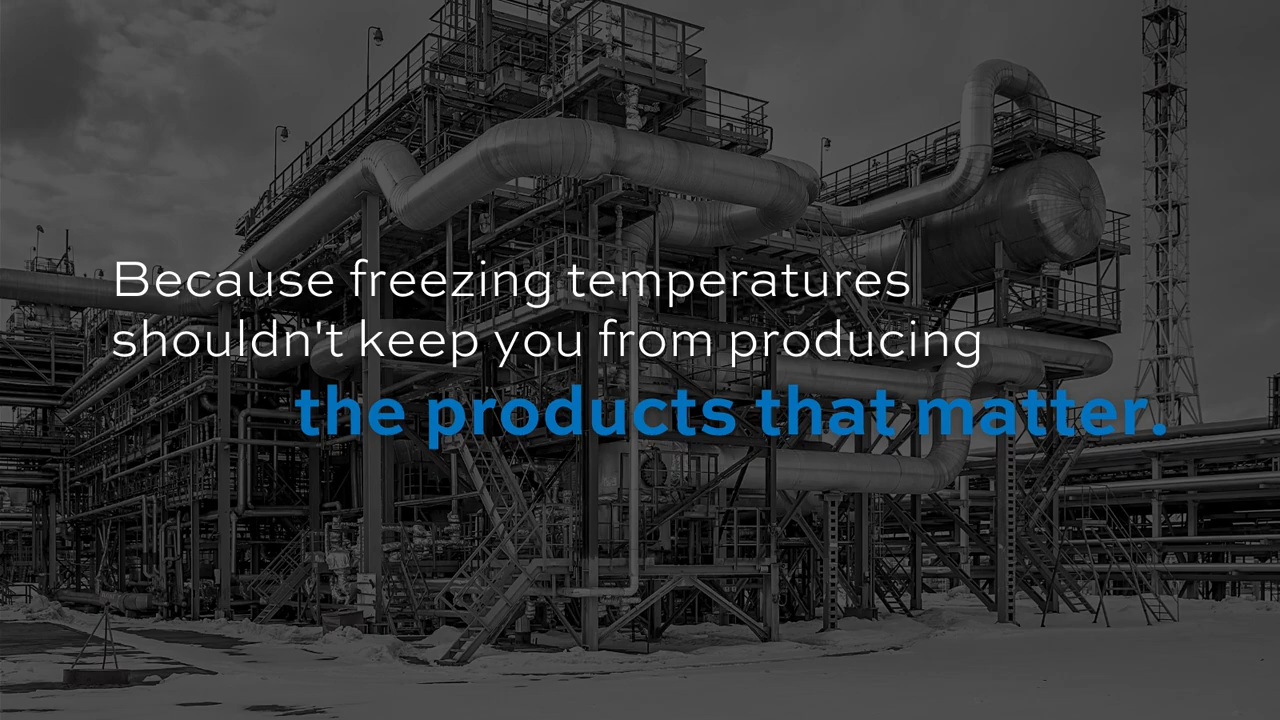 Because freezing temperatures
shouldn't keep you from producing
the products that matter.